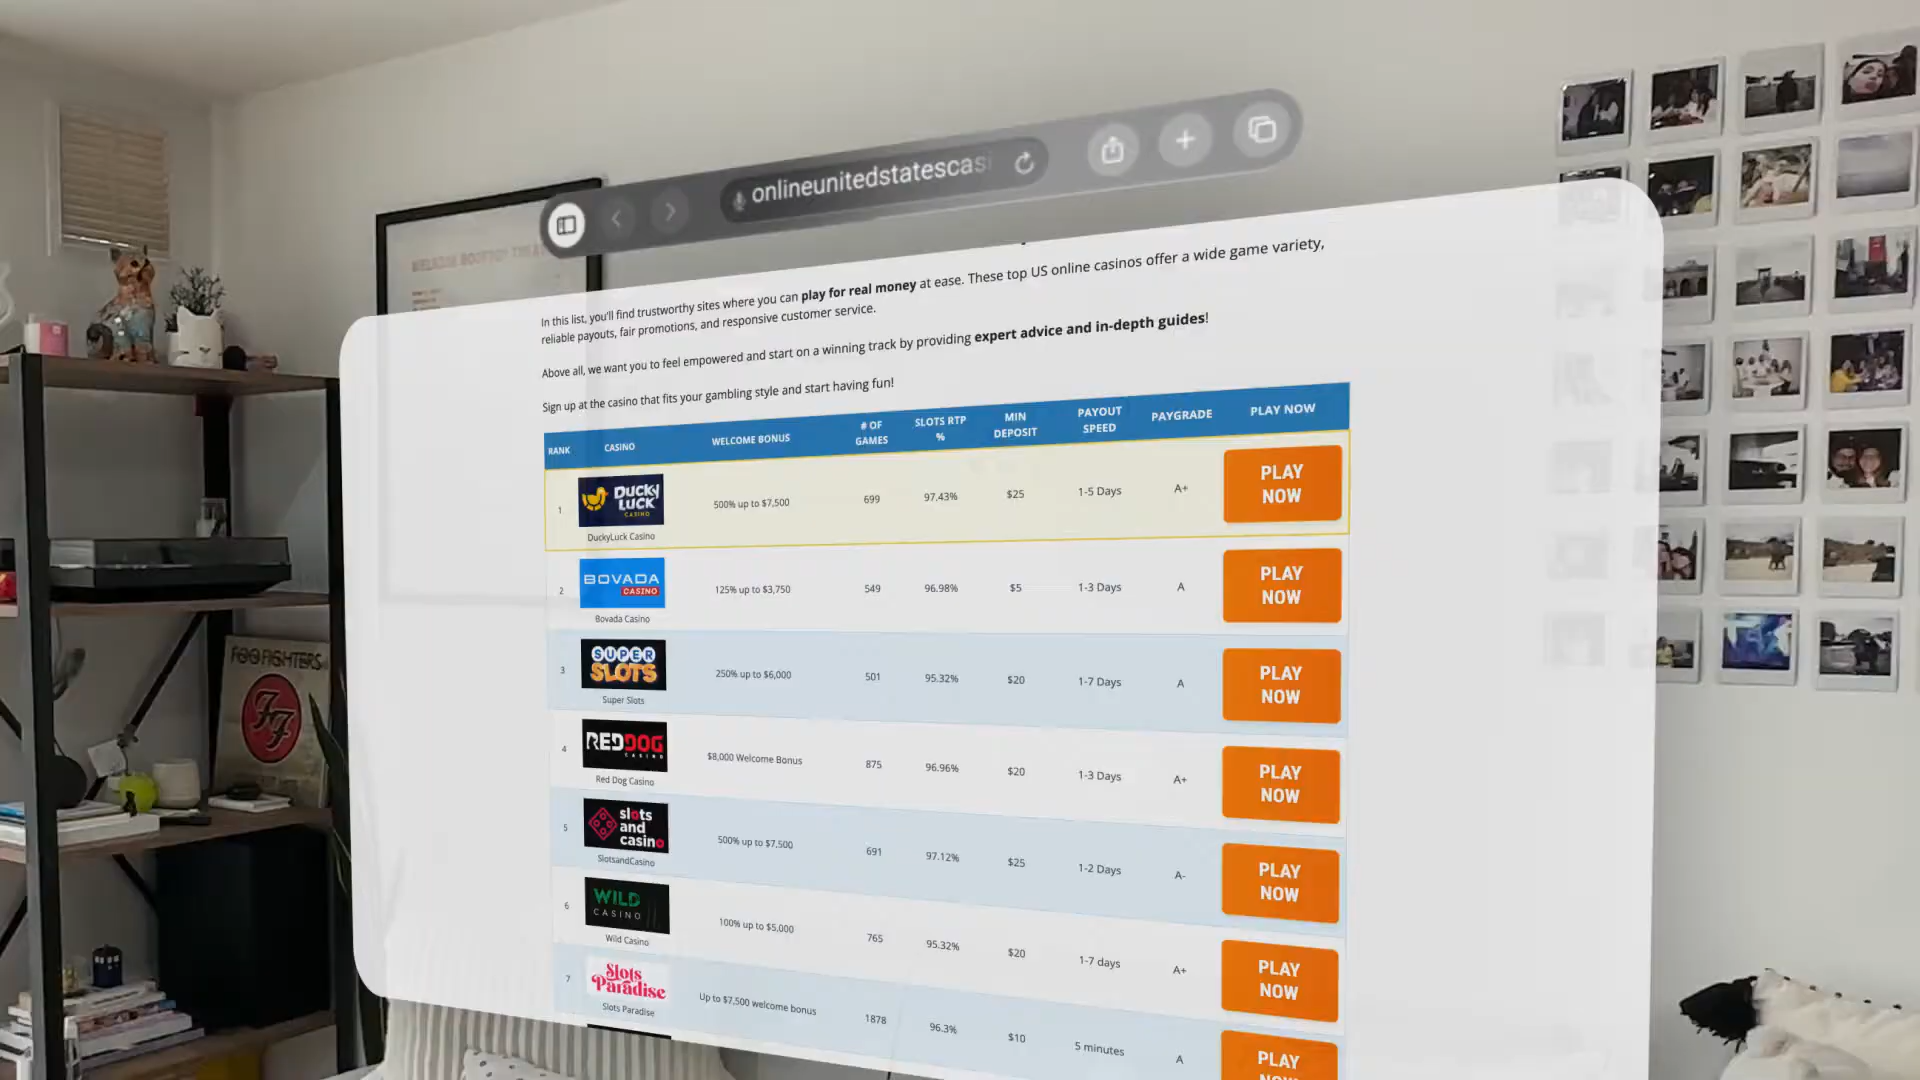 onlineunitedstatescasi
In this list, you'll find trustworthy sites where you can play for real money at ease. These top US online casinos offer a wide game variety,
reliable payouts, fair promotions, and responsive customer service.
Above all, we want you to feel empowered and start on a winning track by providing expert advice and in-depth guides!
Sign up at the casino that fits your gambling style and start having fun!
RANK CASINO WELCOME BONUS # OF GAMES SLOTS RTP % MIN DEPOSIT PAYOUT SPEED PAYGRADE PLAY NOW
1 DUCKY LUCK CASINO 500% up to $7,500 699 97.43% $25 1-5 Days A+ PLAY NOW
DuckyLuck Casino
2 BOVADA CASINO 125% up to $3,750 549 96.98% $5 1-3 Days A PLAY NOW
Bovada Casino
3 SUPER SLOTS 250% up to $6,000 501 95.32% $20 1-7 Days A PLAY NOW
Super Slots
4 REDDOG CASINO $8,000 Welcome Bonus 875 96.96% $20 1-3 Days A+ PLAY NOW
Red Dog Casino
5 slots and casino 500% up to $7,500 691 97.12% $25 1-2 Days A- PLAY NOW
SlotsandCasino
6 WILD CASINO 100% up to $5,000 765 95.32% $20 1-7 days A+ PLAY NOW
Wild Casino
7 Slots Paradise Up to $7,500 welcome bonus 1878 96.3% $10 5 minutes A PLAY NOW
Slots Paradise
FOO FIGHTERS
FF